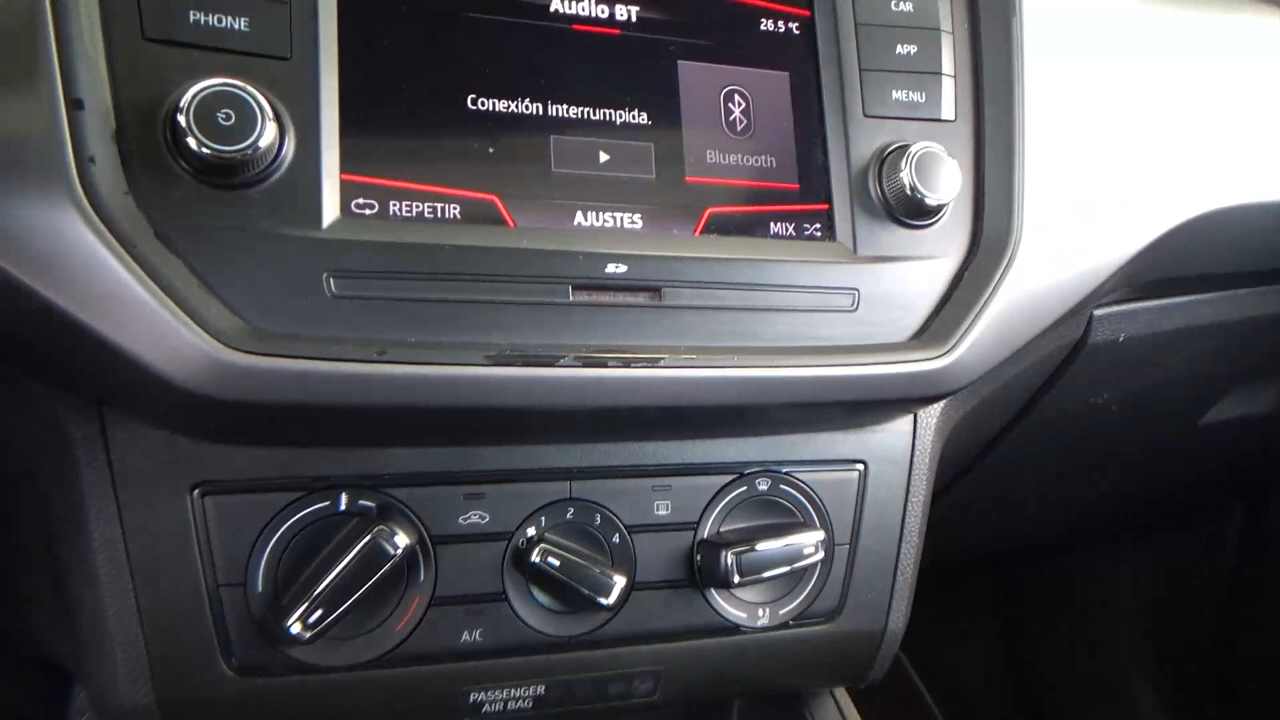 PHONE
Audio BT
26.5 °C
CAR
APP
MENU
Conexión interrumpida.
Bluetooth
REPETIR
AJUSTES
MIX
SD
0 1 2 3 4
A/C
PASSENGER
AIR BAG